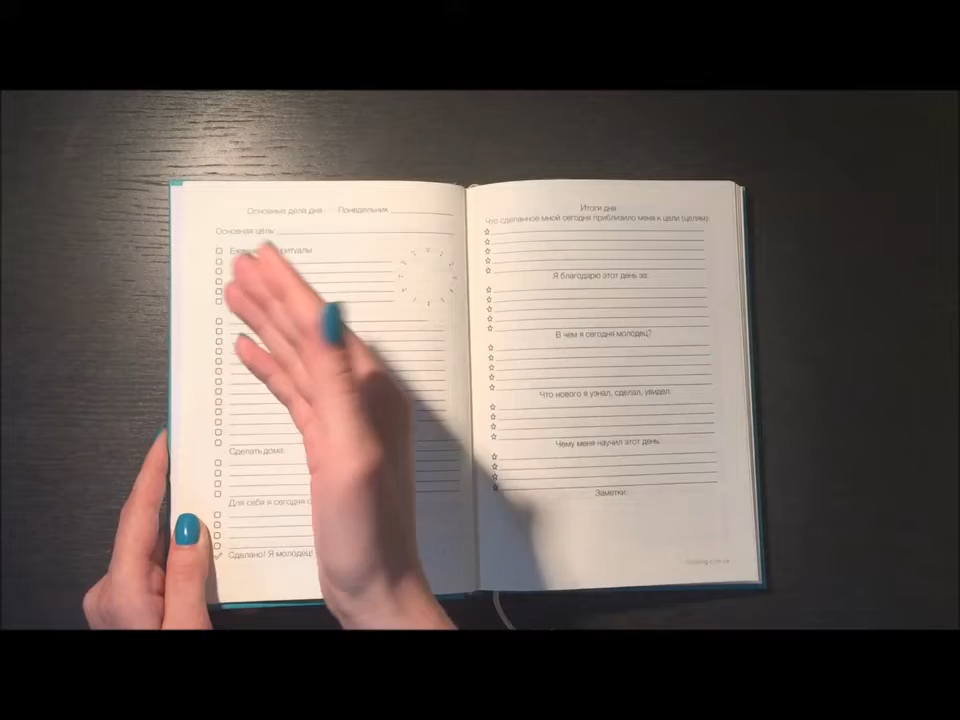 Основные дела дня Понедельник
Основная цель:
ритуалы
Сделать дома:
Для себя я сегодня
Сделано! Я молодец!
Итоги дня
Что сделанное мной сегодня приблизило меня к цели (целям):
Я благодарю этот день за:
В чем я сегодня молодец?
Что нового я узнал, сделал, увидел:
Чему меня научил этот день:
Заметки: